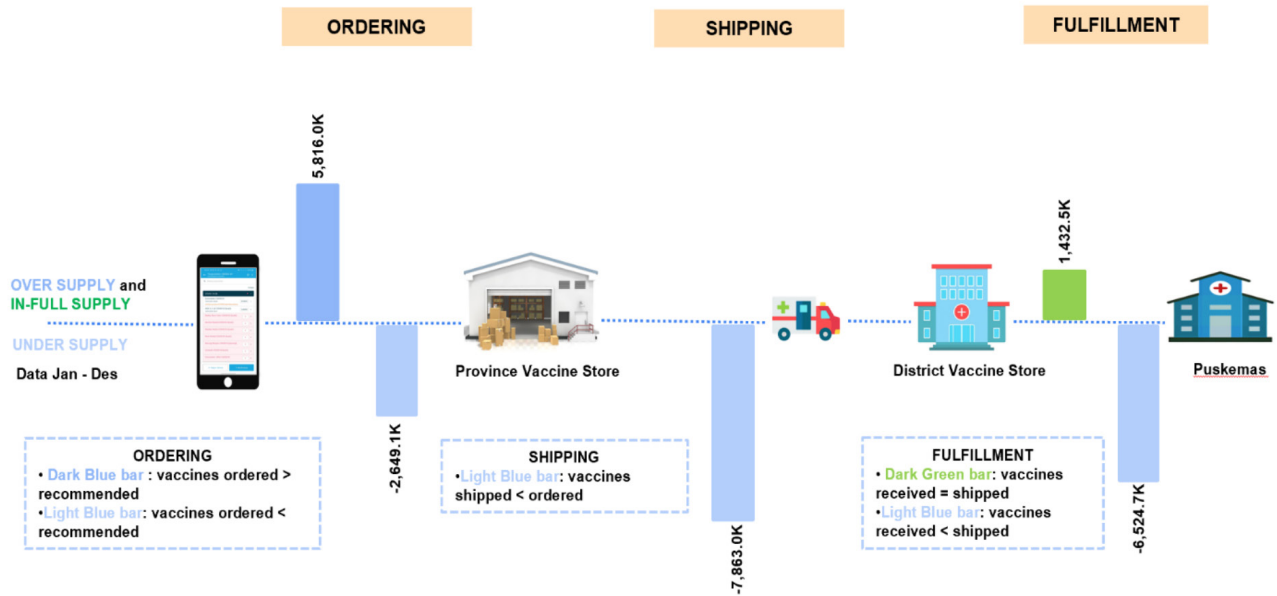 ORDERING
SHIPPING
FULFILLMENT
5,816.0K
1,432.5K
OVER SUPPLY and
IN-FULL SUPPLY
UNDER SUPPLY
Data Jan - Des
Province Vaccine Store
District Vaccine Store
Puskemas
-2,649.1K
-7,863.0K
-6,524.7K
ORDERING
• Dark Blue bar : vaccines ordered >
recommended
•Light Blue bar: vaccines ordered <
recommended
SHIPPING
•Light Blue bar: vaccines
shipped < ordered
FULFILLMENT
• Dark Green bar: vaccines
received = shipped
•Light Blue bar: vaccines
received < shipped